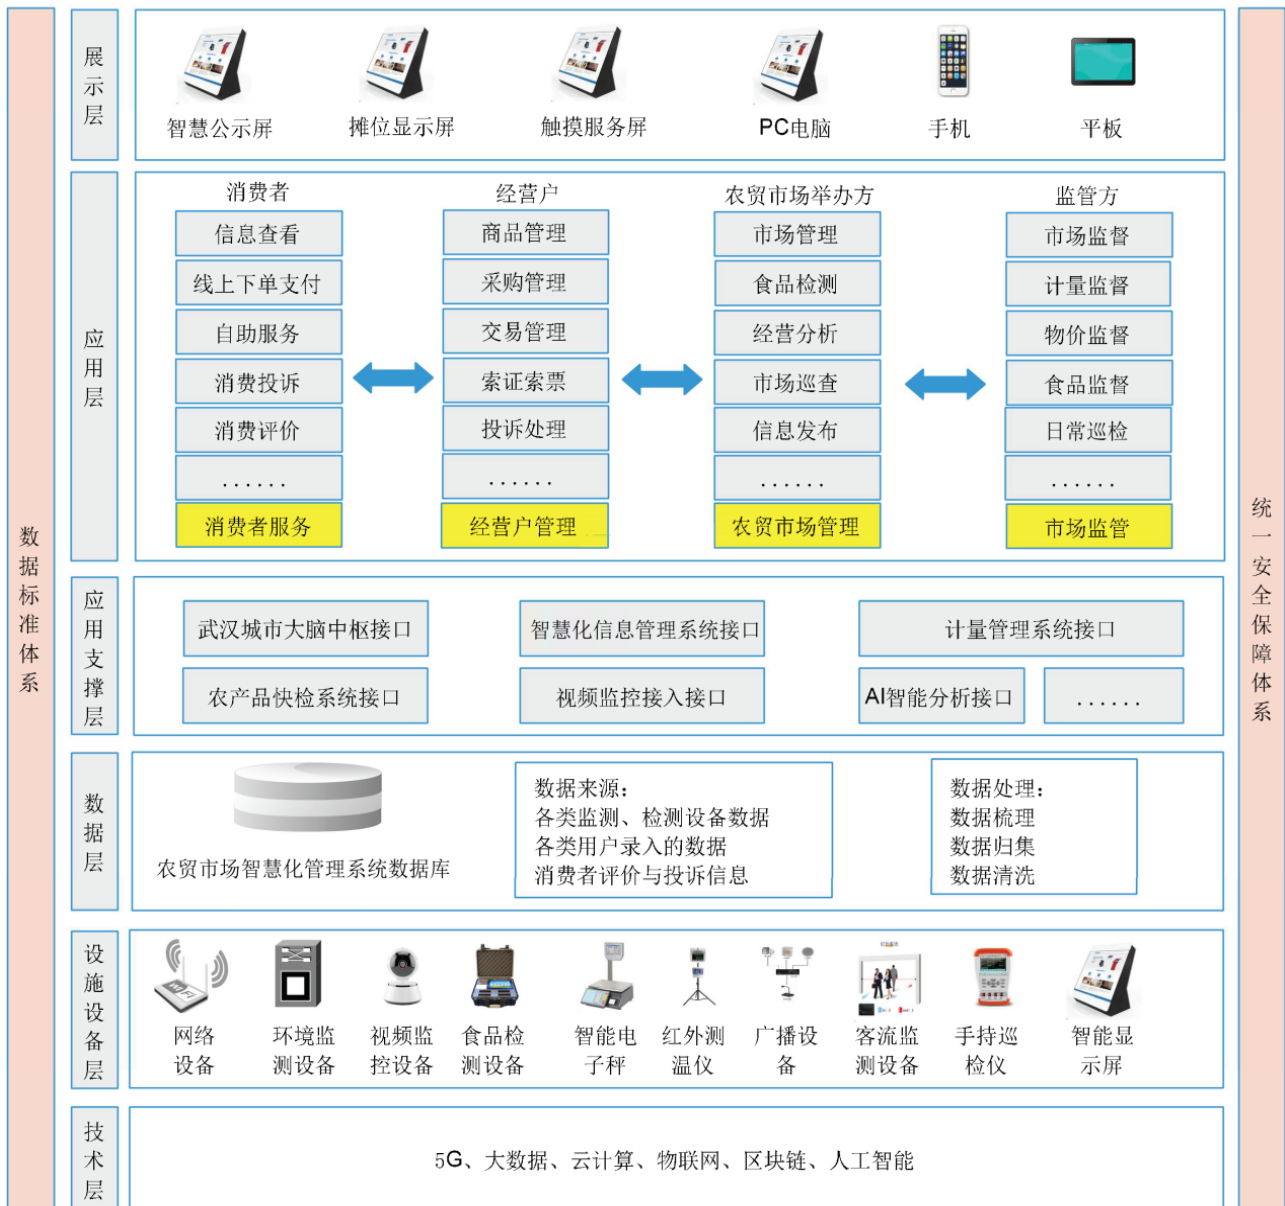 数据标准体系
统一安全保障体系
展示层
智慧公示屏
摊位显示屏
触摸服务屏
PC电脑
手机
平板
应用层
消费者
信息查看
线上下单支付
自助服务
消费投诉
消费评价
......
消费者服务
经营户
商品管理
采购管理
交易管理
索证索票
投诉处理
......
经营户管理
农贸市场举办方
市场管理
食品检测
经营分析
市场巡查
信息发布
......
农贸市场管理
监管方
市场监督
计量监督
物价监督
食品监督
日常巡检
......
市场监管
应用支撑层
武汉城市大脑中枢接口
智慧化信息管理系统接口
计量管理系统接口
农产品快检系统接口
视频监控接入接口
AI智能分析接口
......
数据层
农贸市场智慧化管理系统数据库
数据来源：
各类监测、检测设备数据
各类用户录入的数据
消费者评价与投诉信息
数据处理：
数据梳理
数据归集
数据清洗
设施设备层
网络
设备
环境监
测设备
视频监
控设备
食品检
测设备
智能电
子秤
红外测
温仪
广播设
备
客流监
测设备
手持巡
检仪
智能显
示屏
技术层
5G、大数据、云计算、物联网、区块链、人工智能